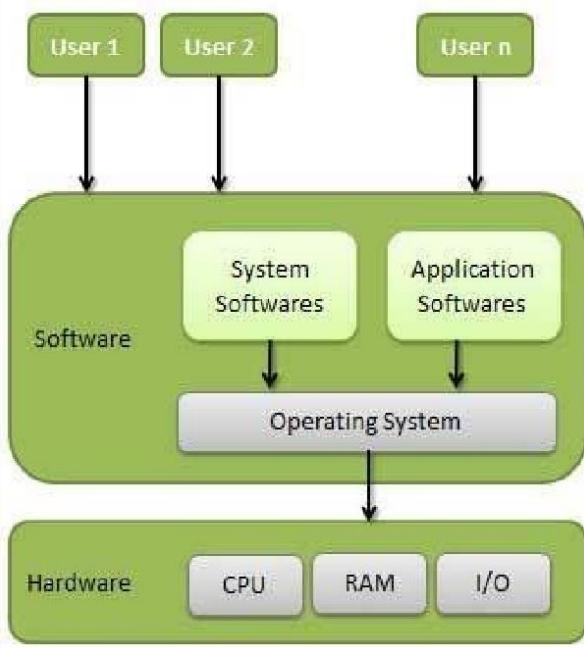 User 1
User 2
User n
System
Softwares
Application
Softwares
Software
Operating System
Hardware
CPU
RAM
I/O